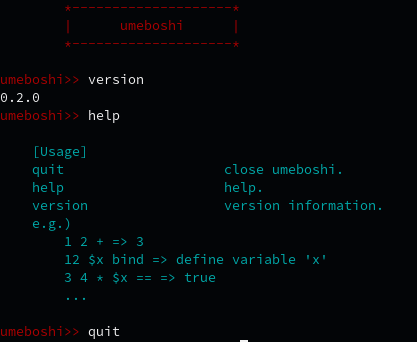 *--------------------*
|      umeboshi      |
*--------------------*
umeboshi>> version
0.2.0
umeboshi>> help
[Usage]
quit                    close umeboshi.
help                    help.
version                 version information.
e.g.)
1 2 + => 3
12 $x bind => define variable 'x'
3 4 * $x == => true
...
umeboshi>> quit